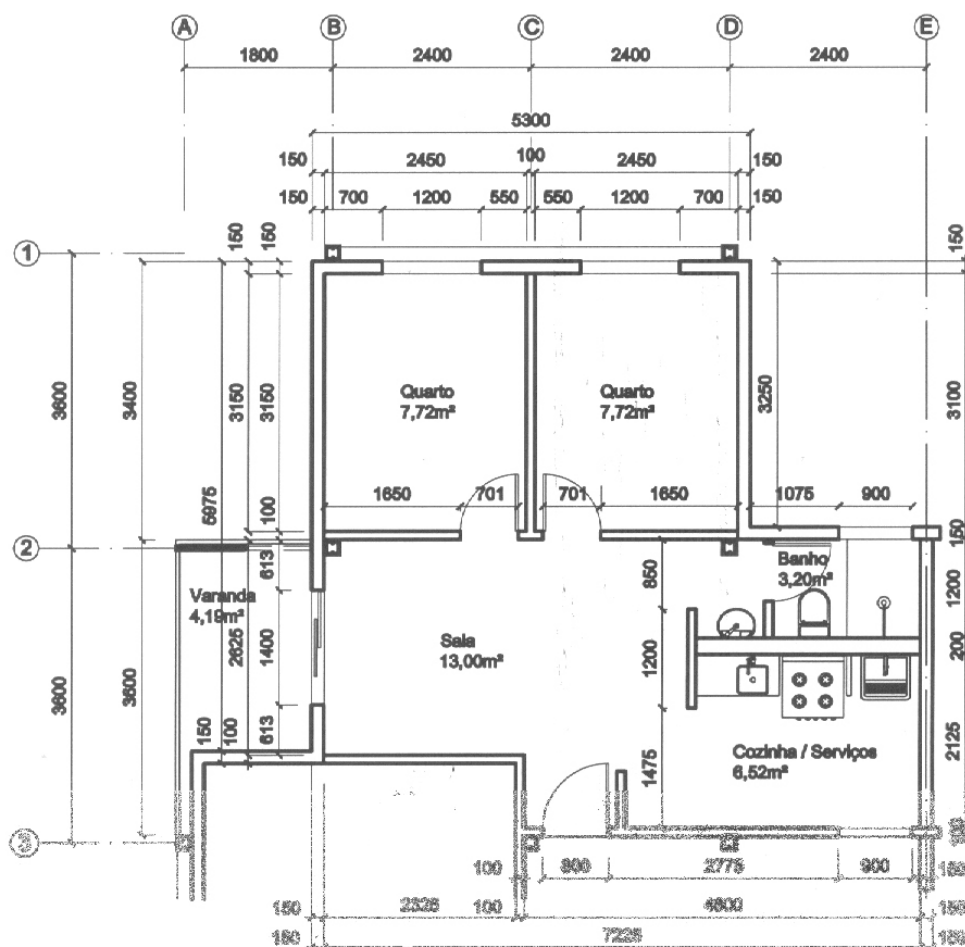 A B C D E
1800 2400 2400 2400
5300
150 2450 100 2450 150
150 700 1200 550 550 1200 700 150
150 150 150
1
3600 3400 3150 3150 3250 3100
Quarto
7,72m²
Quarto
7,72m²
1650 701 701 1650 1075 900
5975 100 150
2
613 850 1200
Banho
3,20m²
Varanda
4,19m²
2625 1400
Sala
13,00m²
1200 200
3600 3600
150 100 613 1475 2125
Cozinha / Serviços
6,52m²
3
100
100 800 2775 900 150
150 2325 100 4600 150
150 7225 150